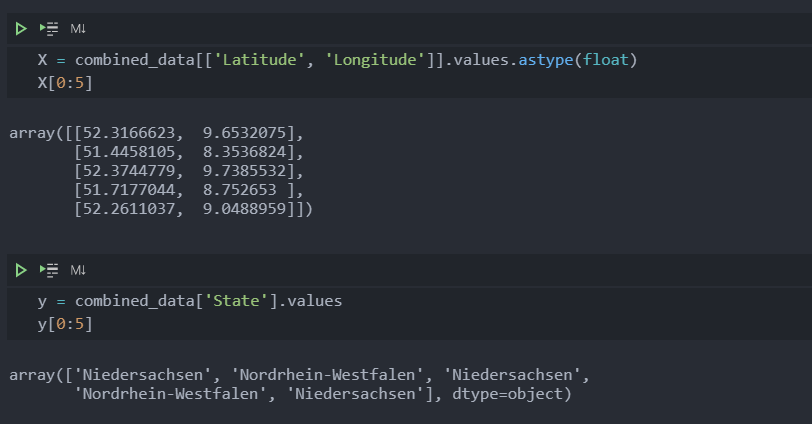 M↓
X = combined_data[['Latitude', 'Longitude']].values.astype(float)
X[0:5]
array([[52.3166623,  9.6532075],
       [51.4458105,  8.3536824],
       [52.3744779,  9.7385532],
       [51.7177044,  8.752653 ],
       [52.2611037,  9.0488959]])
M↓
y = combined_data['State'].values
y[0:5]
array(['Niedersachsen', 'Nordrhein-Westfalen', 'Niedersachsen',
       'Nordrhein-Westfalen', 'Niedersachsen'], dtype=object)